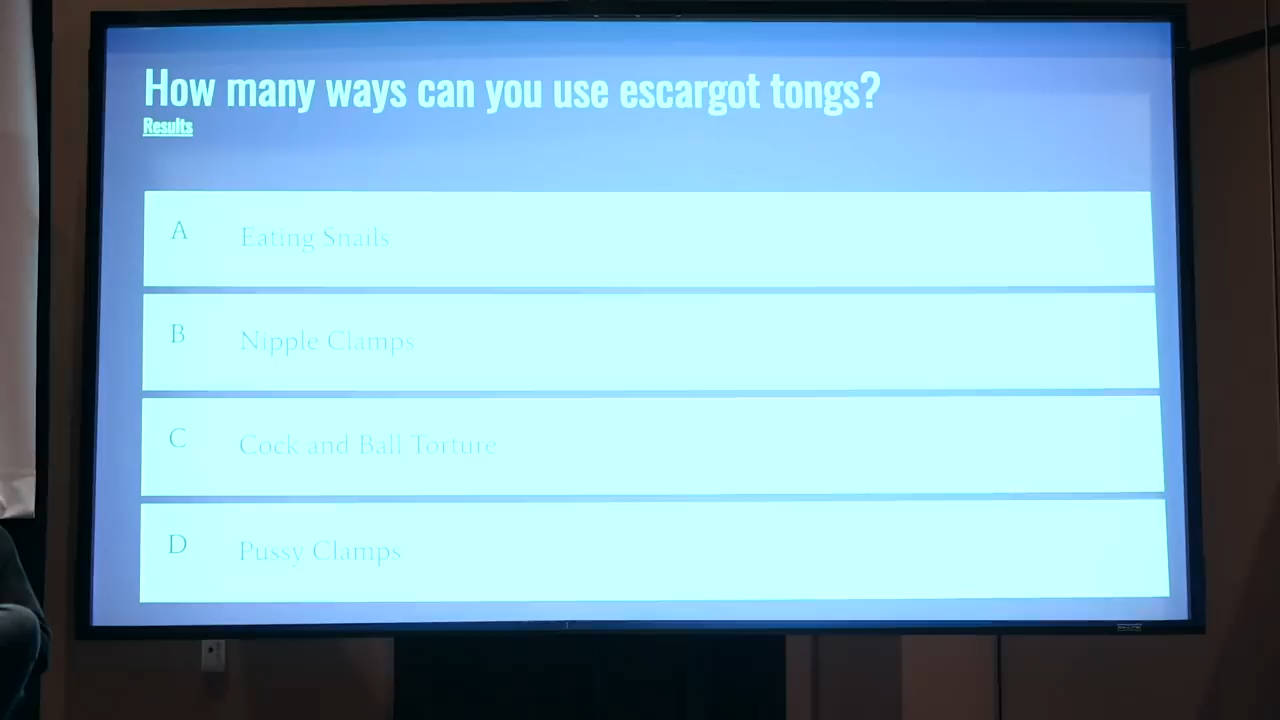 How many ways can you use escargot tongs?
Results
A Eating Snails
B Nipple Clamps
C Cock and Ball Torture
D Pussy Clamps